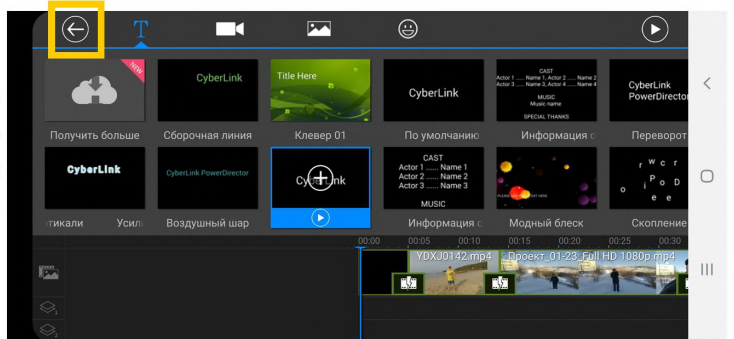 T
CyberLink
Title Here
CyberLink
CAST
Actor 1 ...... Name 1, Actor 2 ...... Name 2
Actor 3 ...... Name 3, Actor 4 ...... Name 4
MUSIC
Music name
SPECIAL THANKS
CyberLink
PowerDirector
NEW
Получить больше
Сборочная линия
Клевер 01
По умолчанию
Информация с
Переворот
CyberLink
CyberLink PowerDirector
CyberLink
CAST
Actor 1 ...... Name 1
Actor 2 ...... Name 2
Actor 3 ...... Name 3
MUSIC
r w c r
i P o D
o e e
тикали
Усил
Воздушный шар
Информация с
Модный блеск
Скопление
00:00 00:05 00:10 00:15 00:20 00:25 00:30
YDXJ0142.mp4
Проект_01-23_Full HD 1080p.mp4
1
2